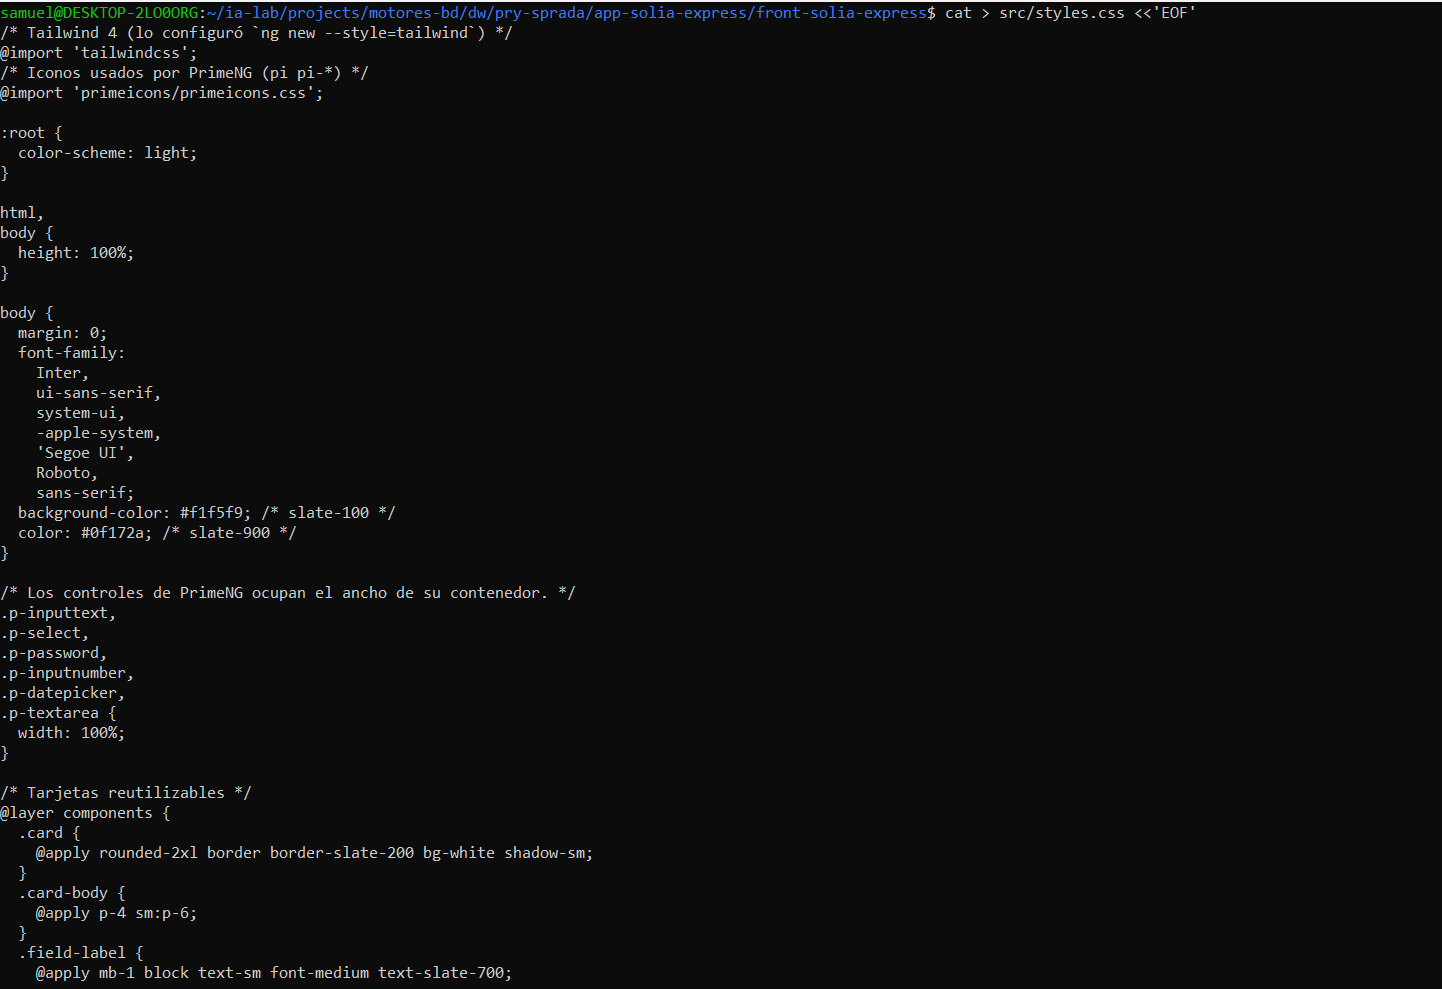 samuel@DESKTOP-2LO0ORG:~/ia-lab/projects/motores-bd/dw/pry-sprada/app-solia-express/front-solia-express$ cat > src/styles.css <<'EOF'
/* Tailwind 4 (lo configuró `ng new --style=tailwind`) */
@import 'tailwindcss';
/* Iconos usados por PrimeNG (pi pi-*) */
@import 'primeicons/primeicons.css';

:root {
  color-scheme: light;
}

html,
body {
  height: 100%;
}

body {
  margin: 0;
  font-family:
    Inter,
    ui-sans-serif,
    system-ui,
    -apple-system,
    'Segoe UI',
    Roboto,
    sans-serif;
  background-color: #f1f5f9; /* slate-100 */
  color: #0f172a; /* slate-900 */
}

/* Los controles de PrimeNG ocupan el ancho de su contenedor. */
.p-inputtext,
.p-select,
.p-password,
.p-inputnumber,
.p-datepicker,
.p-textarea {
  width: 100%;
}

/* Tarjetas reutilizables */
@layer components {
  .card {
    @apply rounded-2xl border border-slate-200 bg-white shadow-sm;
  }
  .card-body {
    @apply p-4 sm:p-6;
  }
  .field-label {
    @apply mb-1 block text-sm font-medium text-slate-700;